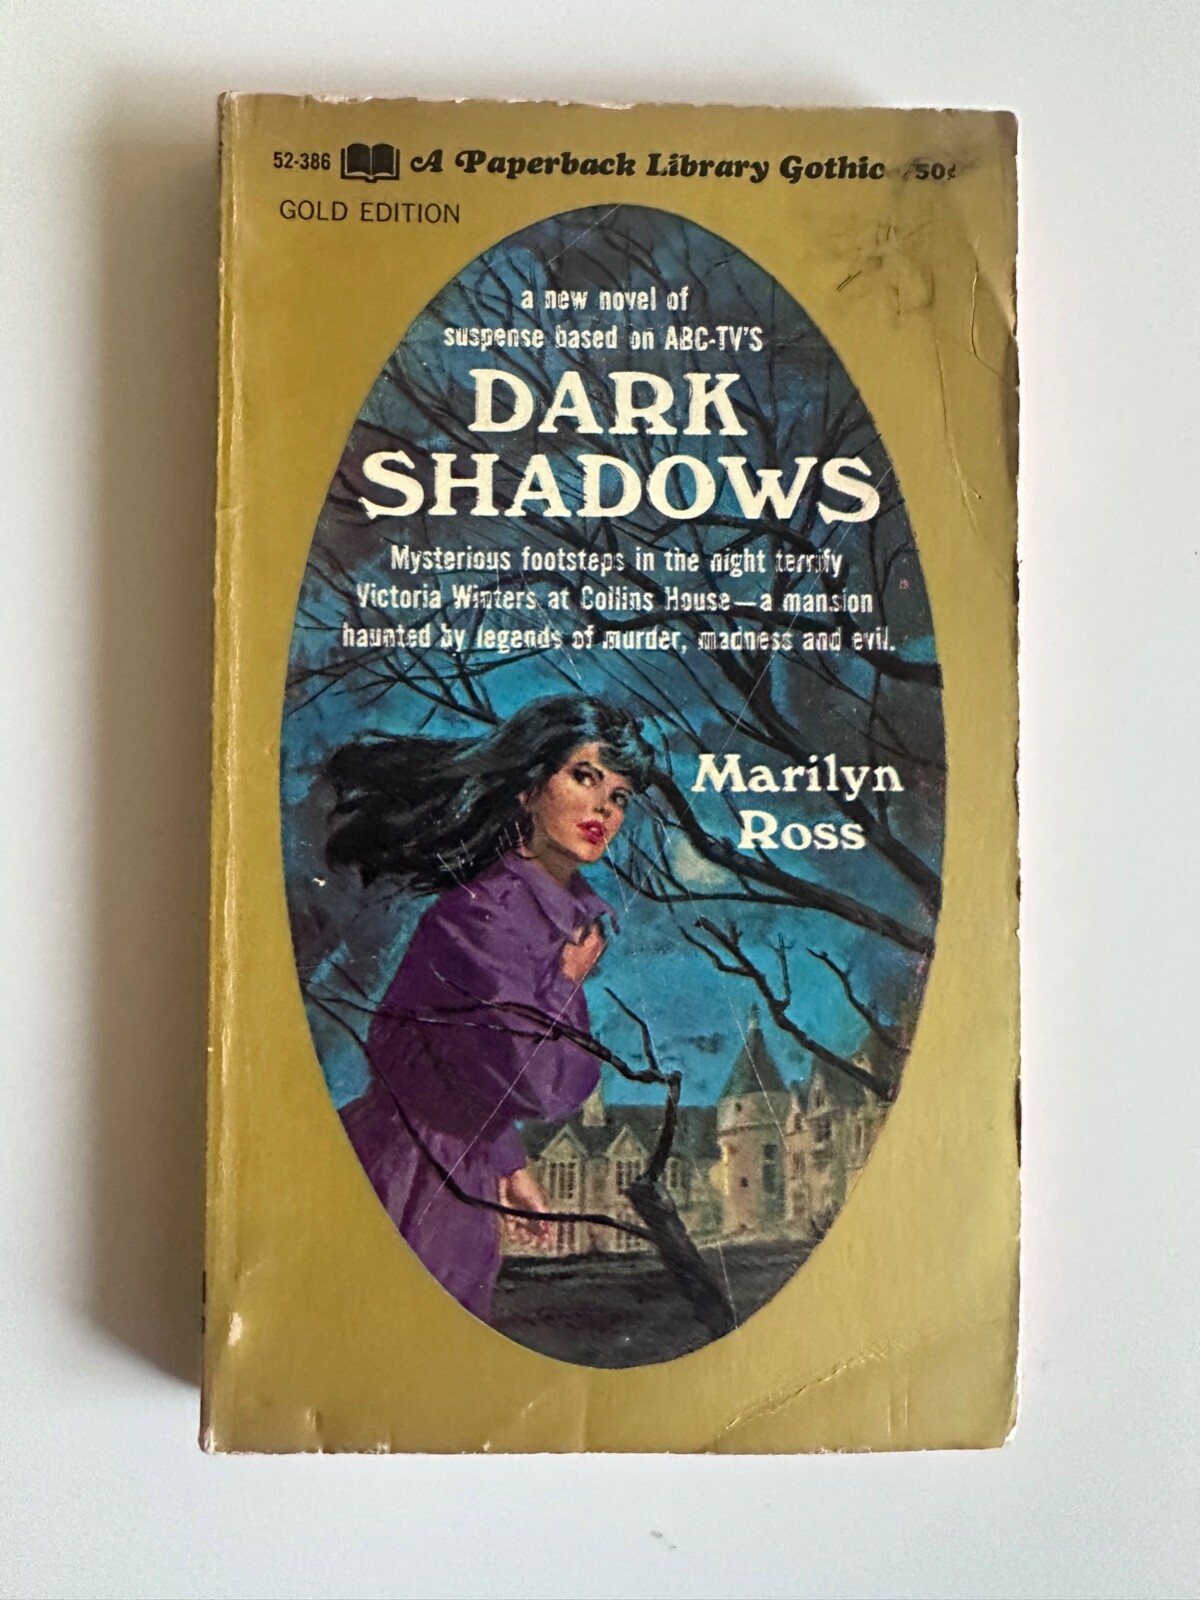 52-386 A Paperback Library Gothic 50¢
GOLD EDITION
a new novel of
suspense based on ABC-TV'S
DARK
SHADOWS
Mysterious footsteps in the night terrify
Victoria Winters at Collins House—a mansion
haunted by legends of murder, madness and evil.
Marilyn
Ross